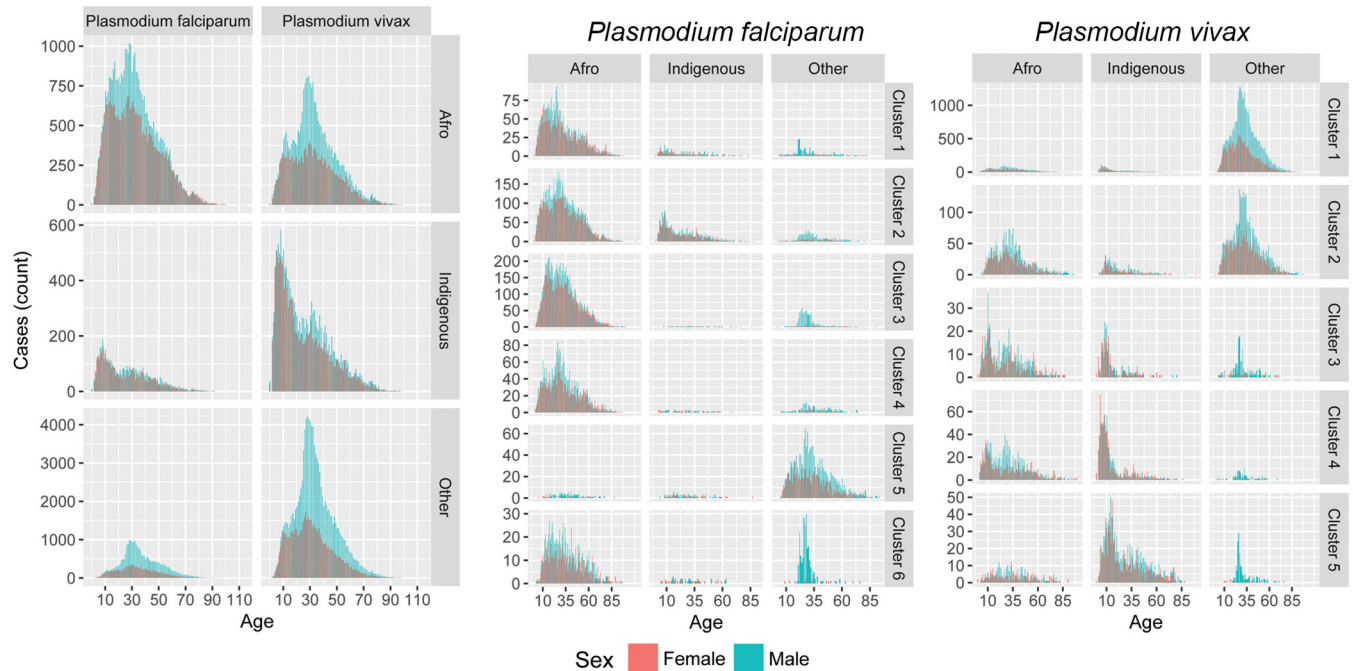 Plasmodium falciparum Plasmodium vivax
1000
750
500
250
0
Afro
600
400
200
0
Indigenous
4000
3000
2000
1000
0
Other
Cases (count)
10 30 50 70 90 110 10 30 50 70 90 110
Age
Plasmodium falciparum
Afro Indigenous Other
75
50
25
0
Cluster 1
150
100
50
0
Cluster 2
200
150
100
50
0
Cluster 3
80
60
40
20
0
Cluster 4
60
40
20
0
Cluster 5
30
20
10
0
Cluster 6
10 35 60 85 10 35 60 85 10 35 60 85
Age
Plasmodium vivax
Afro Indigenous Other
1000
500
0
Cluster 1
100
50
0
Cluster 2
30
20
10
0
Cluster 3
60
40
20
0
Cluster 4
50
40
30
20
10
0
Cluster 5
10 35 60 85 10 35 60 85 10 35 60 85
Age
Sex Female Male